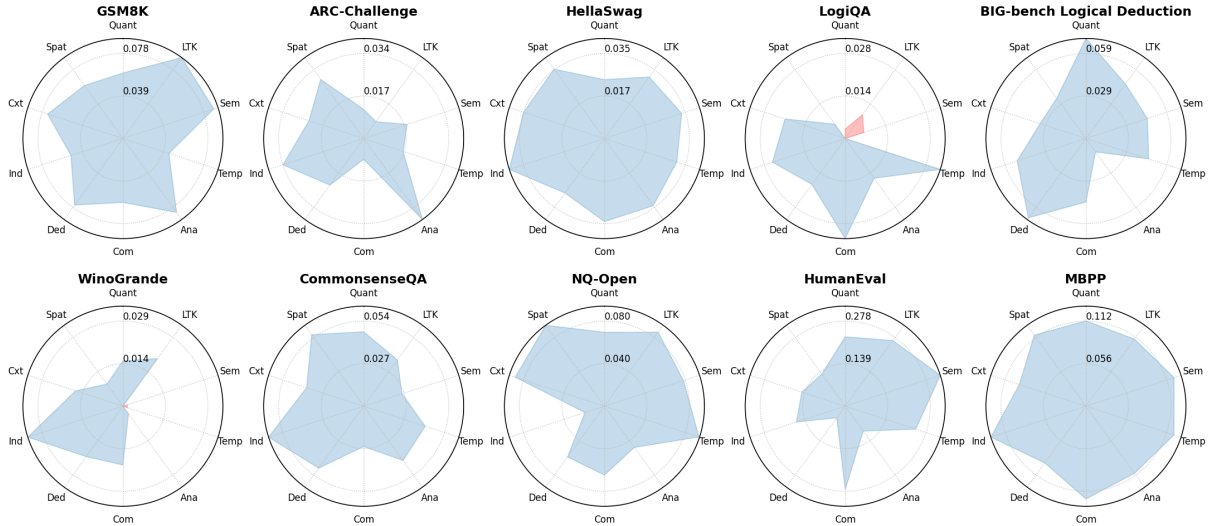 GSM8K
Quant
LTK
Sem
Temp
Ana
Com
Ded
Ind
Cxt
Spat
0.078
0.039
ARC-Challenge
Quant
LTK
Sem
Temp
Ana
Com
Ded
Ind
Cxt
Spat
0.034
0.017
HellaSwag
Quant
LTK
Sem
Temp
Ana
Com
Ded
Ind
Cxt
Spat
0.035
0.017
LogiQA
Quant
LTK
Sem
Temp
Ana
Com
Ded
Ind
Cxt
Spat
0.028
0.014
BIG-bench Logical Deduction
Quant
LTK
Sem
Temp
Ana
Com
Ded
Ind
Cxt
Spat
0.059
0.029
WinoGrande
Quant
LTK
Sem
Temp
Ana
Com
Ded
Ind
Cxt
Spat
0.029
0.014
CommonsenseQA
Quant
LTK
Sem
Temp
Ana
Com
Ded
Ind
Cxt
Spat
0.054
0.027
NQ-Open
Quant
LTK
Sem
Temp
Ana
Com
Ded
Ind
Cxt
Spat
0.080
0.040
HumanEval
Quant
LTK
Sem
Temp
Ana
Com
Ded
Ind
Cxt
Spat
0.278
0.139
MBPP
Quant
LTK
Sem
Temp
Ana
Com
Ded
Ind
Cxt
Spat
0.112
0.056